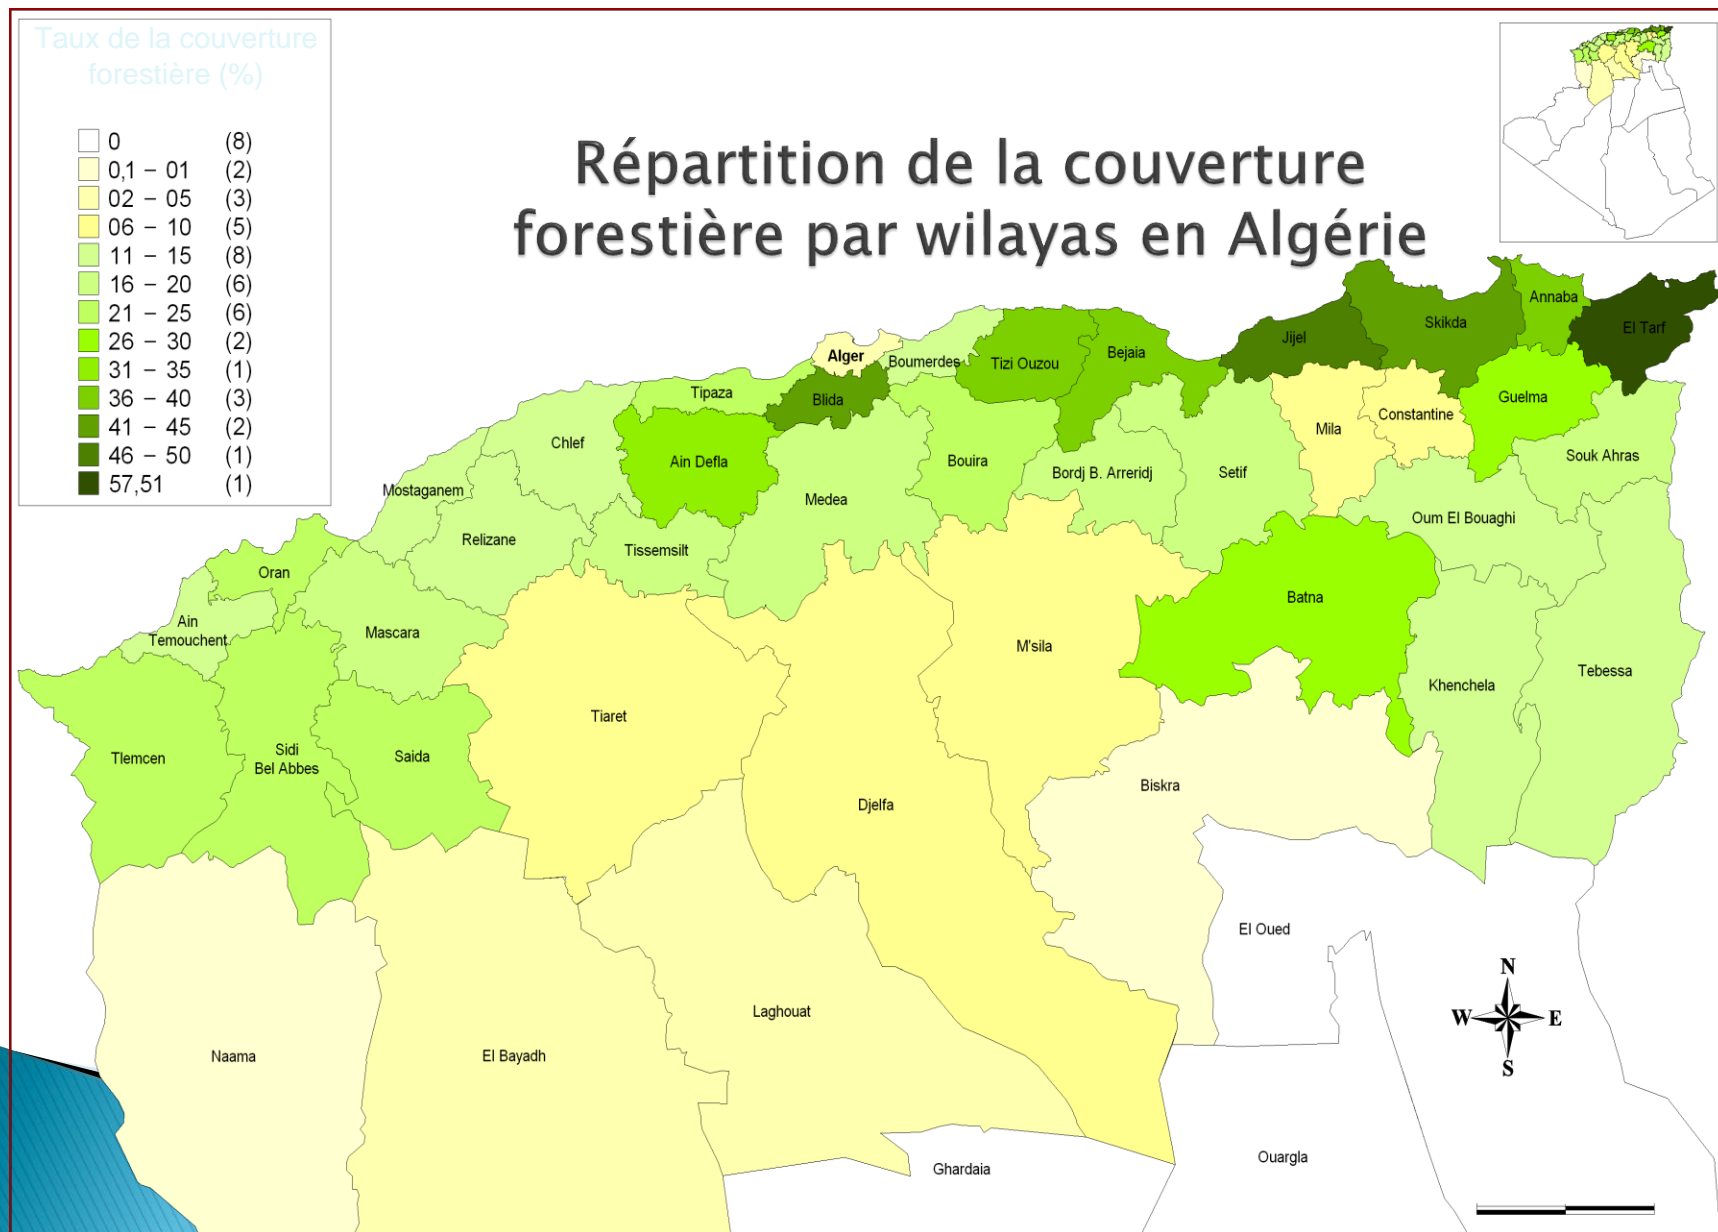 Taux de la couverture
forestière (%)
0 (8)
0,1 – 01 (2)
02 – 05 (3)
06 – 10 (5)
11 – 15 (8)
16 – 20 (6)
21 – 25 (6)
26 – 30 (2)
31 – 35 (1)
36 – 40 (3)
41 – 45 (2)
46 – 50 (1)
57,51 (1)
Répartition de la couverture
forestière par wilayas en Algérie
Annaba
El Tarf
Skikda
Jijel
Alger
Boumerdes
Tizi Ouzou
Bejaia
Tipaza
Blida
Guelma
Constantine
Mila
Chlef
Ain Defla
Bouira
Bordj B. Arreridj
Setif
Souk Ahras
Mostaganem
Medea
Oum El Bouaghi
Relizane
Tissemsilt
Oran
Batna
Ain
Temouchent
Mascara
M'sila
Tebessa
Khenchela
Tiaret
Tlemcen
Sidi
Bel Abbes
Saida
Biskra
Djelfa
El Oued
Laghouat
Naama
El Bayadh
Ghardaia
Ouargla
N
W E
S